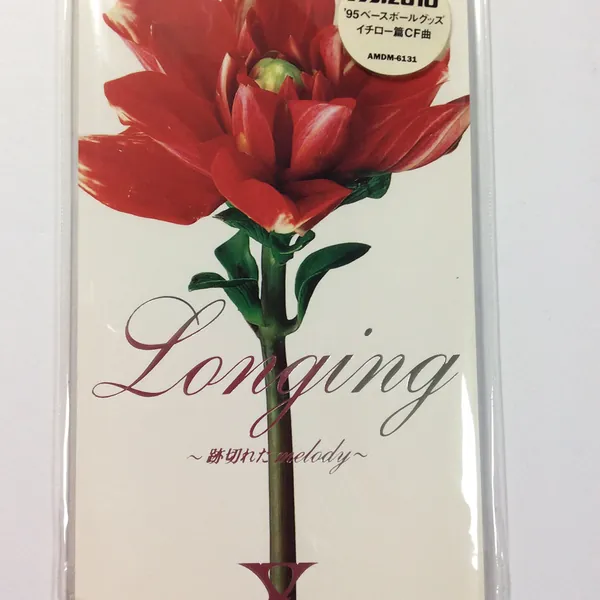 '95ベースボールグッズ
イチロー篇CF曲
AMDM-6131
Longing
～跡切れたmelody～
X